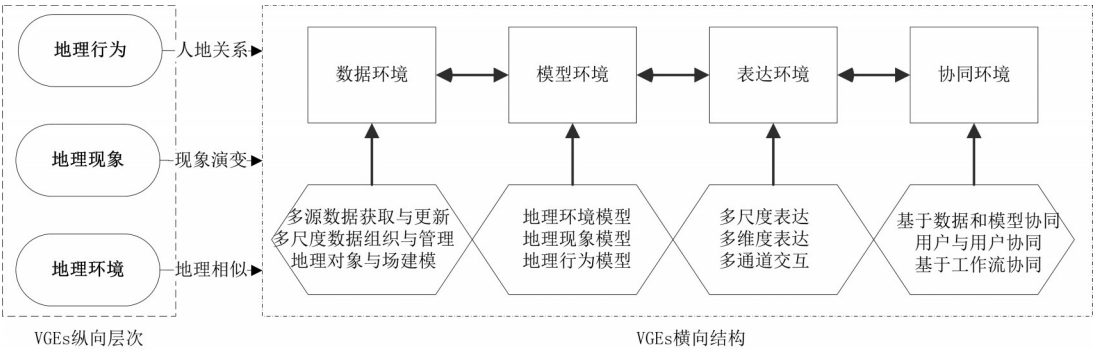 地理行为
人地关系
地理现象
现象演变
地理环境
地理相似
VGEs纵向层次
数据环境
模型环境
表达环境
协同环境
多源数据获取与更新
多尺度数据组织与管理
地理对象与场建模
地理环境模型
地理现象模型
地理行为模型
多尺度表达
多维度表达
多通道交互
基于数据和模型协同
用户与用户协同
基于工作流协同
VGEs横向结构